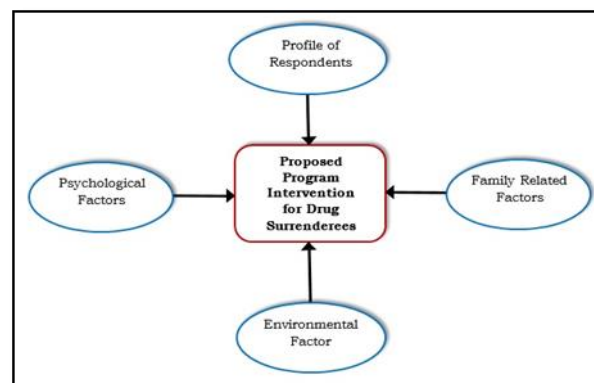 Profile of
Respondents
Psychological
Factors
Proposed
Program
Intervention
for Drug
Surrenderees
Family Related
Factors
Environmental
Factor